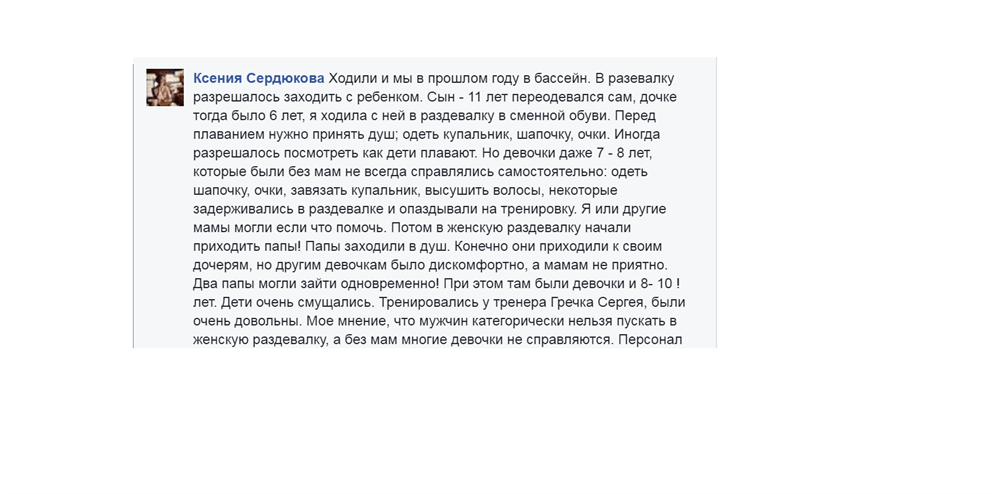 Ксения Сердюкова Ходили и мы в прошлом году в бассейн. В разевалку
разрешалось заходить с ребенком. Сын - 11 лет переодевался сам, дочке
тогда было 6 лет, я ходила с ней в раздевалку в сменной обуви. Перед
плаванием нужно принять душ; одеть купальник, шапочку, очки. Иногда
разрешалось посмотреть как дети плавают. Но девочки даже 7 - 8 лет,
которые были без мам не всегда справлялись самостоятельно: одеть
шапочку, очки, завязать купальник, высушить волосы, некоторые
задерживались в раздевалке и опаздывали на тренировку. Я или другие
мамы могли если что помочь. Потом в женскую раздевалку начали
приходить папы! Папы заходили в душ. Конечно они приходили к своим
дочерям, но другим девочкам было дискомфортно, а мамам не приятно.
Два папы могли зайти одновременно! При этом там были девочки и 8- 10 !
лет. Дети очень смущались. Тренировались у тренера Гречка Сергея, были
очень довольны. Мое мнение, что мужчин категорически нельзя пускать в
женскую раздевалку, а без мам многие девочки не справляются. Персонал